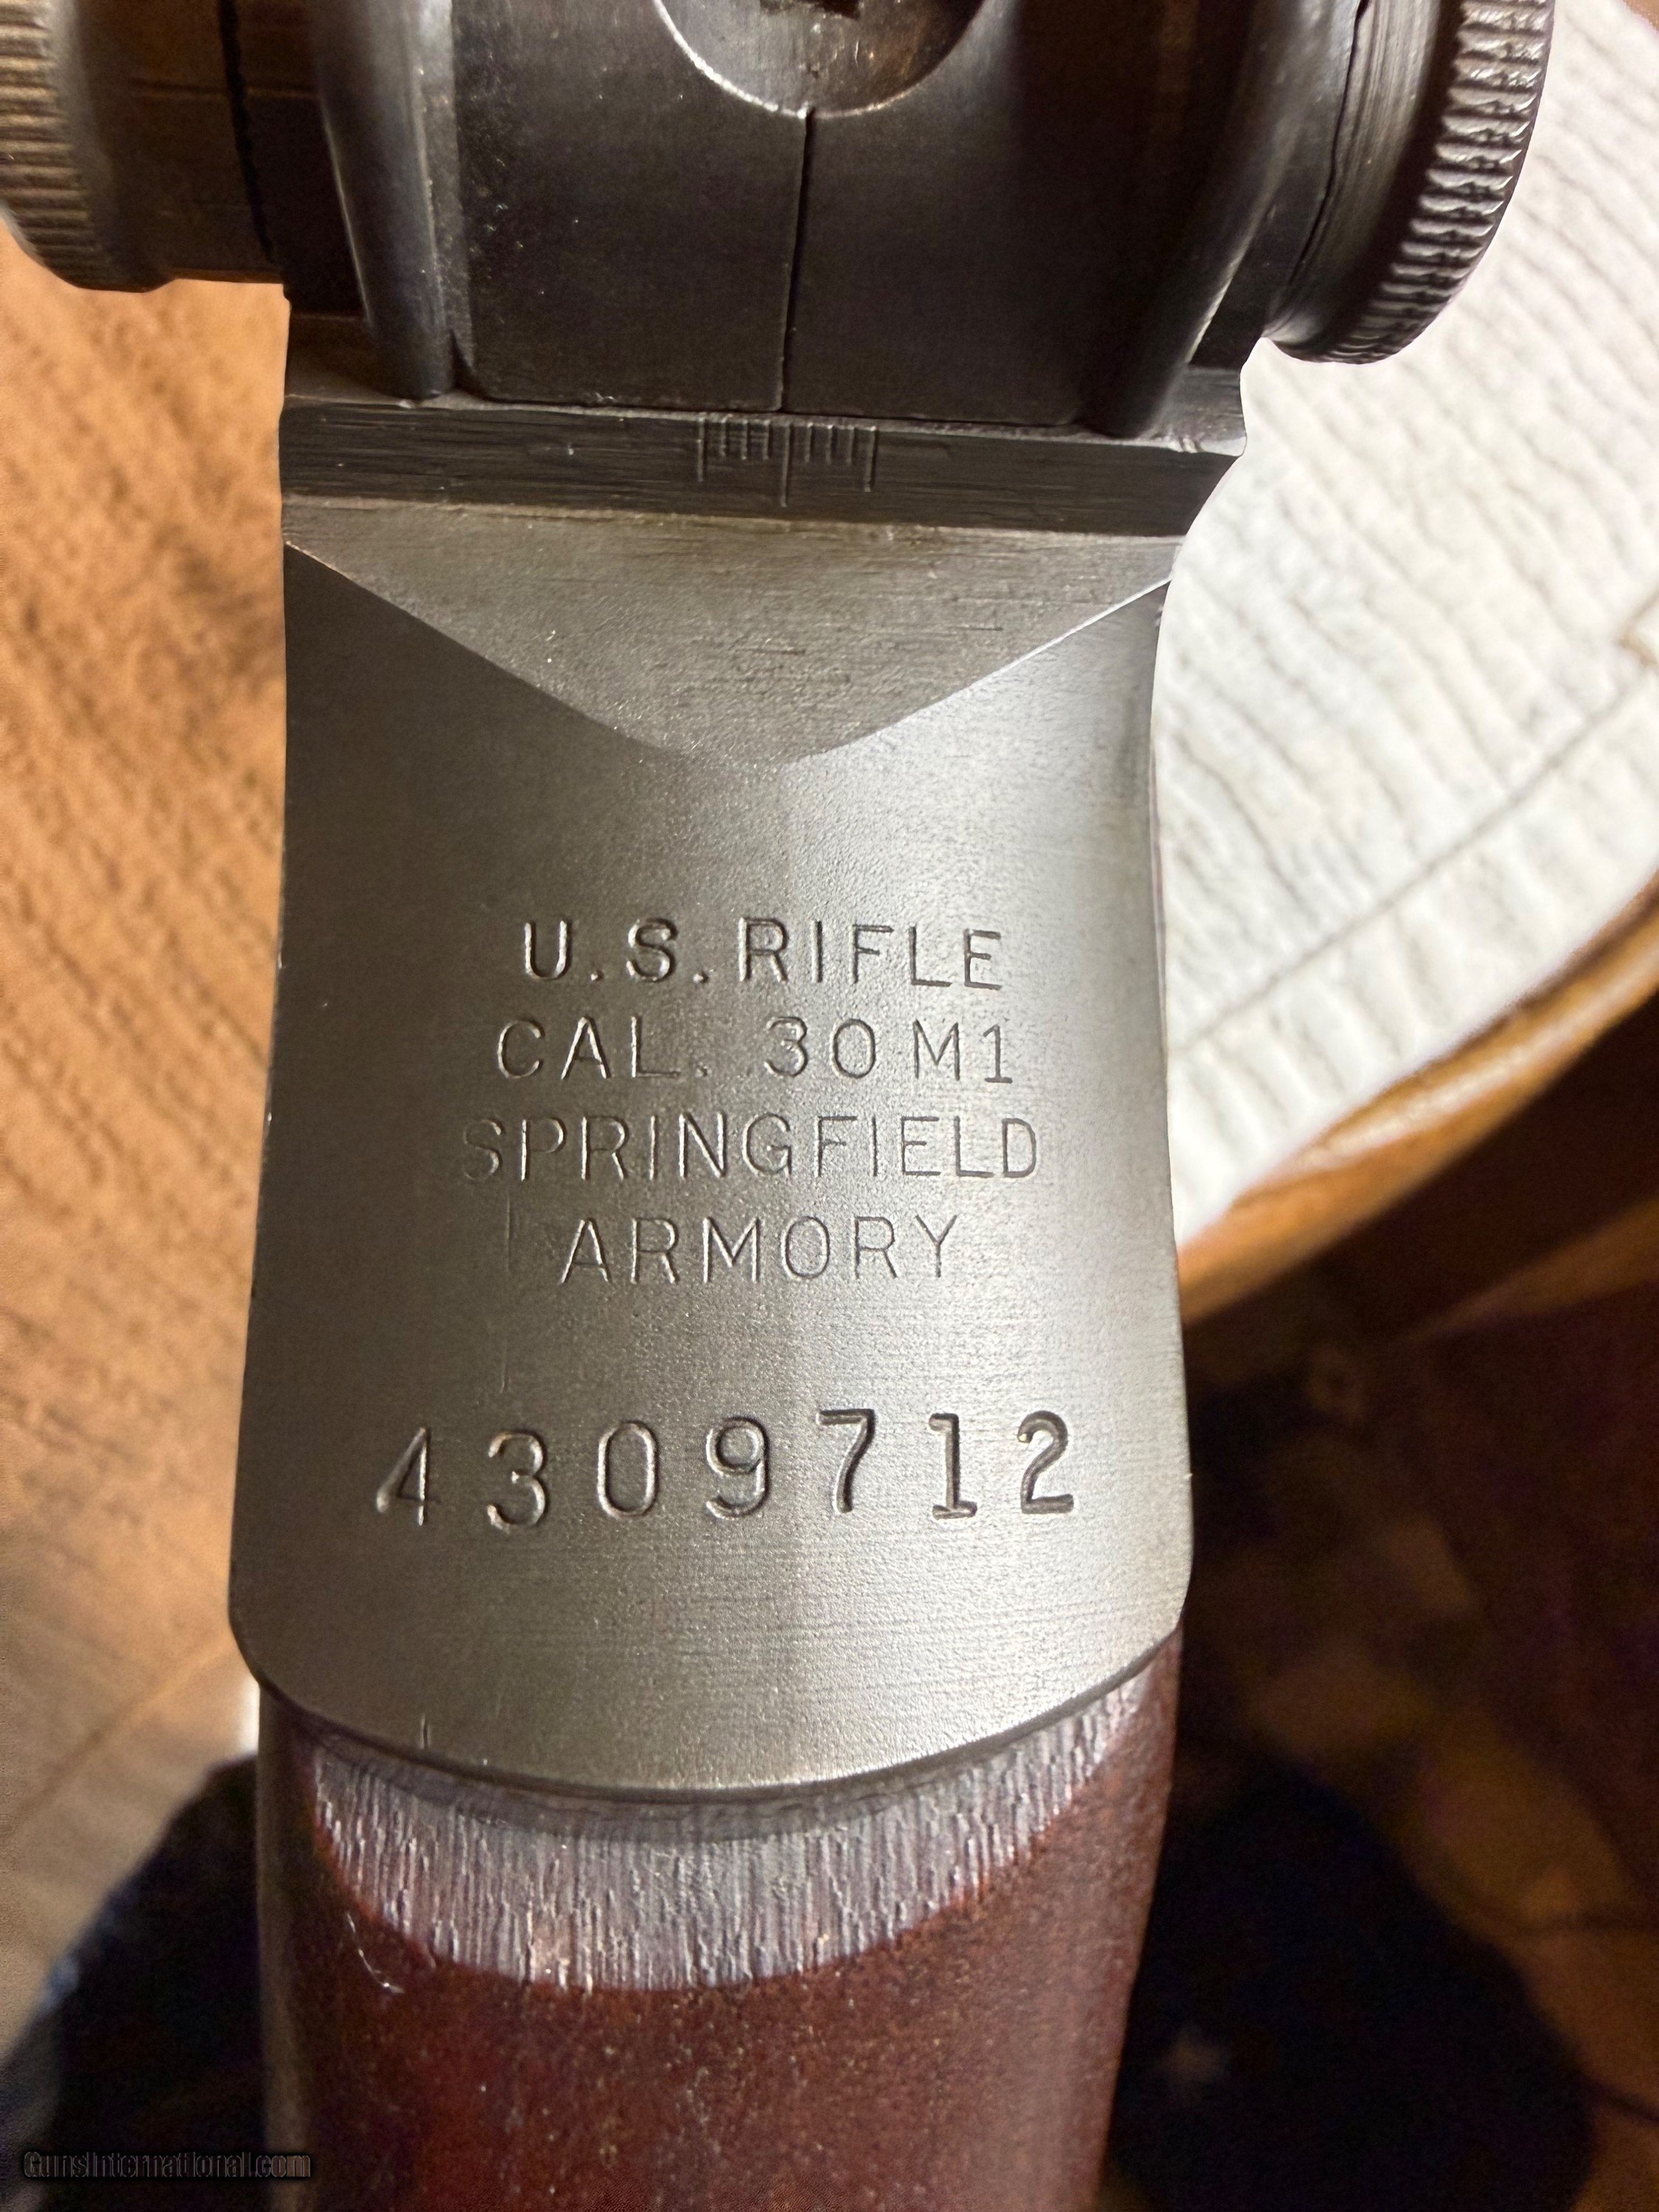 U.S. RIFLE
CAL. 30 M1
SPRINGFIELD
ARMORY
4309712
GunsInternational.com